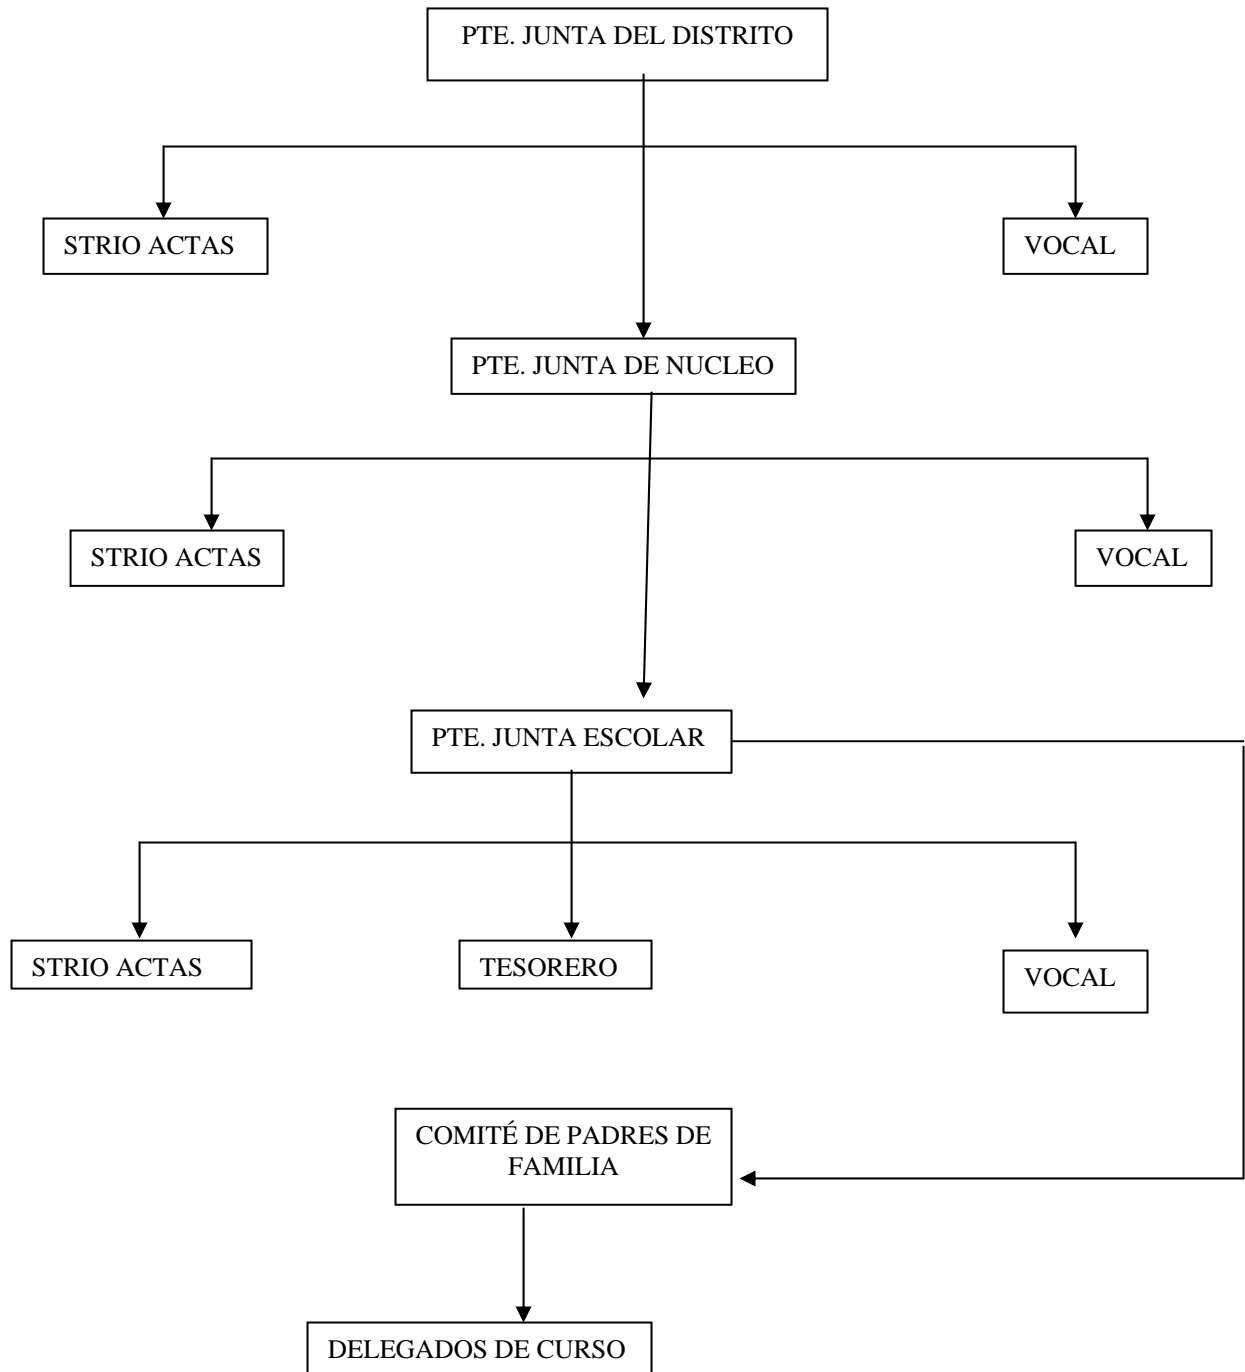 PTE. JUNTA DEL DISTRITO
STRIO ACTAS
VOCAL
PTE. JUNTA DE NUCLEO
STRIO ACTAS
VOCAL
PTE. JUNTA ESCOLAR
STRIO ACTAS
TESORERO
VOCAL
COMITÉ DE PADRES DE
FAMILIA
DELEGADOS DE CURSO